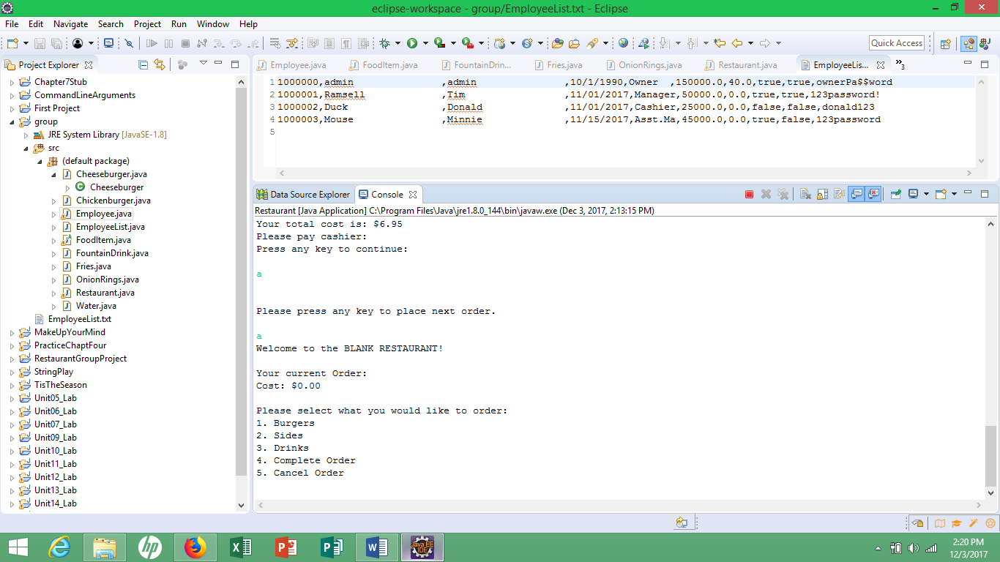 eclipse-workspace - group/EmployeeList.txt - Eclipse
File Edit Navigate Search Project Run Window Help
Quick Access
Project Explorer
Chapter7Stub
CommandLineArguments
First Project
group
JRE System Library [JavaSE-1.8]
src
(default package)
Cheeseburger.java
Cheeseburger
Chickenburger.java
Employee.java
EmployeeList.java
FoodItem.java
FountainDrink.java
Fries.java
OnionRings.java
Restaurant.java
Water.java
EmployeeList.txt
MakeUpYourMind
PracticeChaptFour
RestaurantGroupProject
StringPlay
TisTheSeason
Unit05_Lab
Unit06_Lab
Unit07_Lab
Unit09_Lab
Unit10_Lab
Unit11_Lab
Unit12_Lab
Unit13_Lab
Unit14_Lab
Employee.java FoodItem.java FountainDrin... Fries.java OnionRings.java Restaurant.java EmployeeLis... »3
1 1000000,admin ,admin ,10/1/1990,Owner ,150000.0,40.0,true,true,ownerPa$$word
2 1000001,Ramsell ,Tim ,11/01/2017,Manager,50000.0,0.0,true,true,123password!
3 1000002,Duck ,Donald ,11/01/2017,Cashier,25000.0,0.0,false,false,donald123
4 1000003,Mouse ,Minnie ,11/15/2017,Asst.Ma,45000.0,0.0,true,false,123password
5
Data Source Explorer Console
Restaurant [Java Application] C:\Program Files\Java\jre1.8.0_144\bin\javaw.exe (Dec 3, 2017, 2:13:15 PM)
Your total cost is: $6.95
Please pay cashier:
Press any key to continue:
a
Please press any key to place next order.
a
Welcome to the BLANK RESTAURANT!
Your current Order:
Cost: $0.00
Please select what you would like to order:
1. Burgers
2. Sides
3. Drinks
4. Complete Order
5. Cancel Order
hp
Java EE
IDE
2:20 PM
12/3/2017